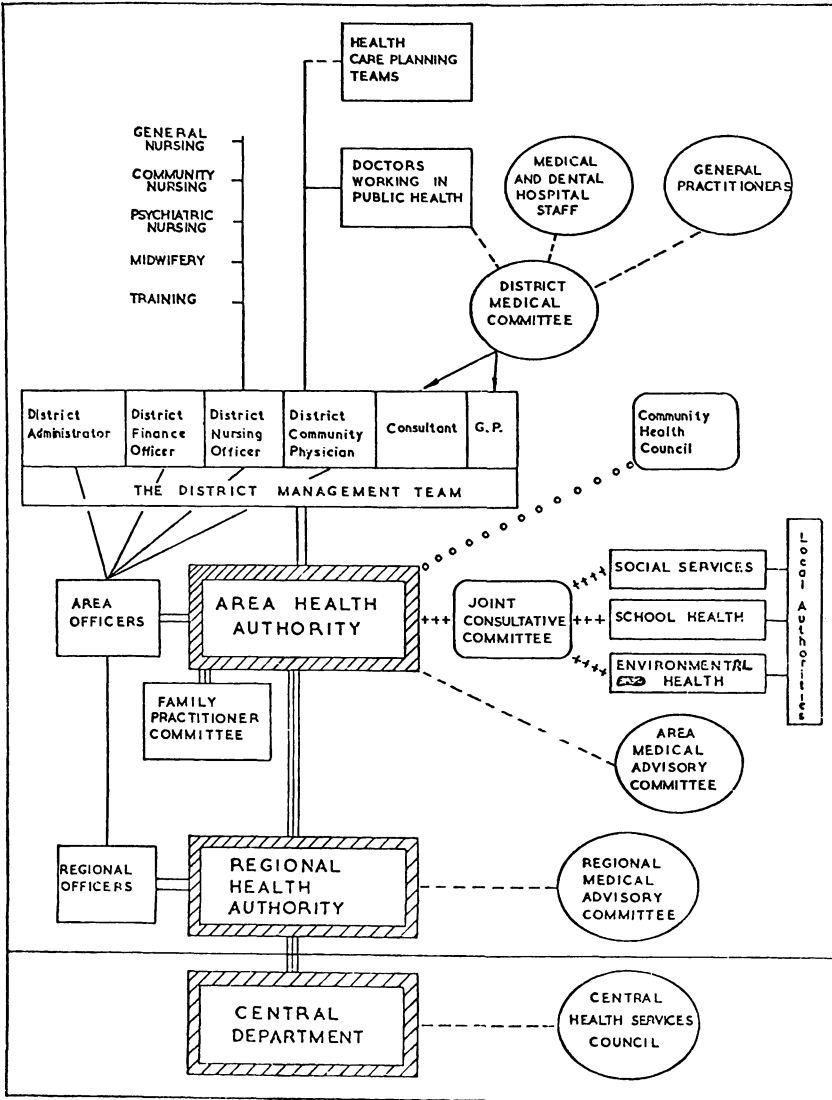 HEALTH
CARE PLANNING
TEAMS
GENERAL
NURSING
COMMUNITY
NURSING
PSYCHIATRIC
NURSING
MIDWIFERY
TRAINING
DOCTORS
WORKING IN
PUBLIC HEALTH
MEDICAL
AND DENTAL
HOSPITAL
STAFF
GENERAL
PRACTITIONERS
DISTRICT
MEDICAL
COMMITTEE
District
Administrator
District
Finance
Officer
District
Nursing
Officer
District
Community
Physician
Consultant
G.P.
THE DISTRICT MANAGEMENT TEAM
Community
Health
Council
AREA
OFFICERS
AREA HEALTH
AUTHORITY
JOINT
CONSULTATIVE
COMMITTEE
SOCIAL SERVICES
SCHOOL HEALTH
ENVIRONMENTAL
HEALTH
Local Authorities
FAMILY
PRACTITIONER
COMMITTEE
AREA
MEDICAL
ADVISORY
COMMITTEE
REGIONAL
OFFICERS
REGIONAL
HEALTH
AUTHORITY
REGIONAL
MEDICAL
ADVISORY
COMMITTEE
CENTRAL
DEPARTMENT
CENTRAL
HEALTH SERVICES
COUNCIL